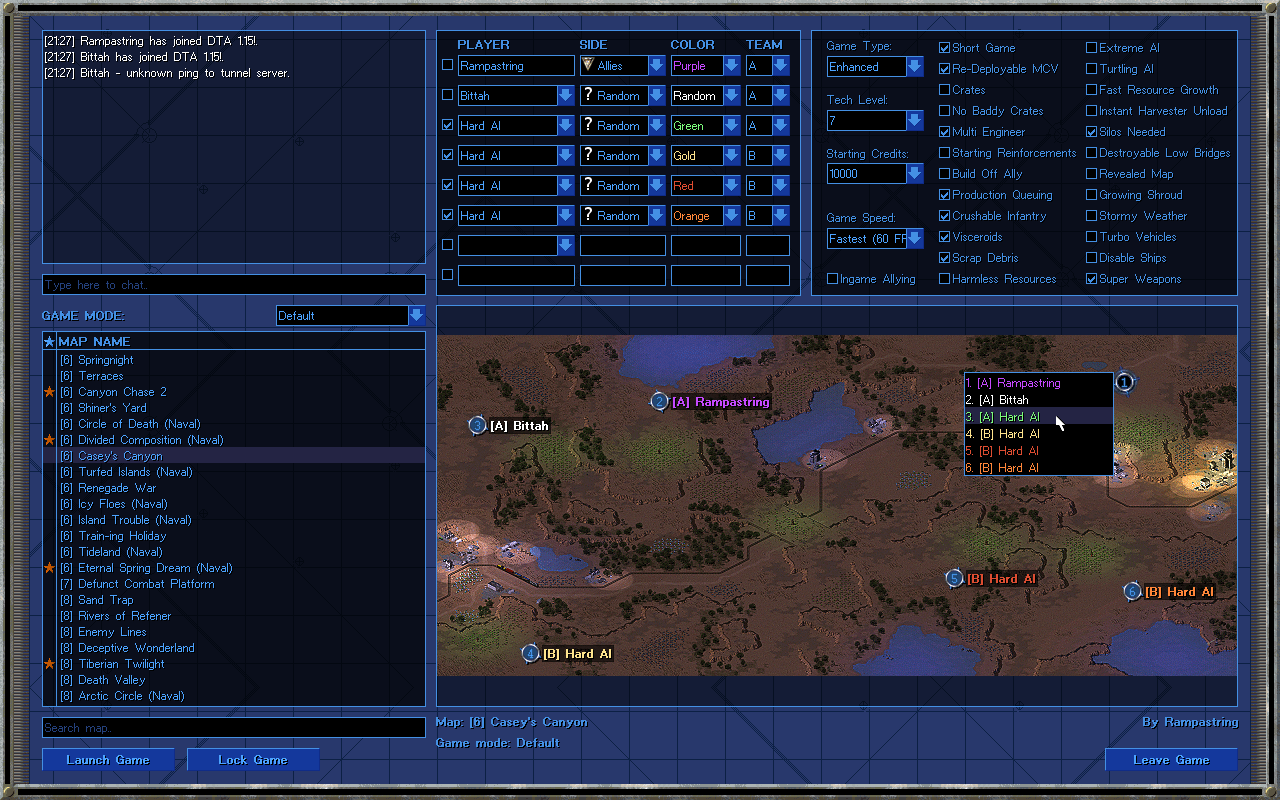 [21:27] Rampastring has joined DTA 1.15!.
[21:27] Bittah has joined DTA 1.15!.
[21:27] Bittah - unknown ping to tunnel server.
Type here to chat..
PLAYER SIDE COLOR TEAM
Rampastring Allies Purple A
Bittah ? Random Random A
Hard AI ? Random Green A
Hard AI ? Random Gold B
Hard AI ? Random Red B
Hard AI ? Random Orange B
Game Type:
Enhanced
Tech Level:
7
Starting Credits:
10000
Game Speed:
Fastest (60 FP
Ingame Allying
Short Game
Re-Deployable MCV
Crates
No Baddy Crates
Multi Engineer
Starting Reinforcements
Build Off Ally
Production Queuing
Crushable Infantry
Visceroids
Scrap Debris
Harmless Resources
Extreme AI
Turtling AI
Fast Resource Growth
Instant Harvester Unload
Silos Needed
Destroyable Low Bridges
Revealed Map
Growing Shroud
Stormy Weather
Turbo Vehicles
Disable Ships
Super Weapons
GAME MODE: Default
MAP NAME
[6] Springnight
[6] Terraces
[6] Canyon Chase 2
[6] Shiner's Yard
[6] Circle of Death (Naval)
[6] Divided Composition (Naval)
[6] Casey's Canyon
[6] Turfed Islands (Naval)
[6] Renegade War
[6] Icy Floes (Naval)
[6] Island Trouble (Naval)
[6] Train-ing Holiday
[6] Tideland (Naval)
[6] Eternal Spring Dream (Naval)
[7] Defunct Combat Platform
[8] Sand Trap
[8] Rivers of Refener
[8] Enemy Lines
[8] Deceptive Wonderland
[8] Tiberian Twilight
[8] Death Valley
[8] Arctic Circle (Naval)
Search map..
Launch Game
Lock Game
1
2 [A] Rampastring
3 [A] Bittah
1. [A] Rampastring
2. [A] Bittah
3. [A] Hard AI
4. [B] Hard AI
5. [B] Hard AI
6. [B] Hard AI
5 [B] Hard AI
6 [B] Hard AI
4 [B] Hard AI
Map: [6] Casey's Canyon
By Rampastring
Game mode: Default
Leave Game